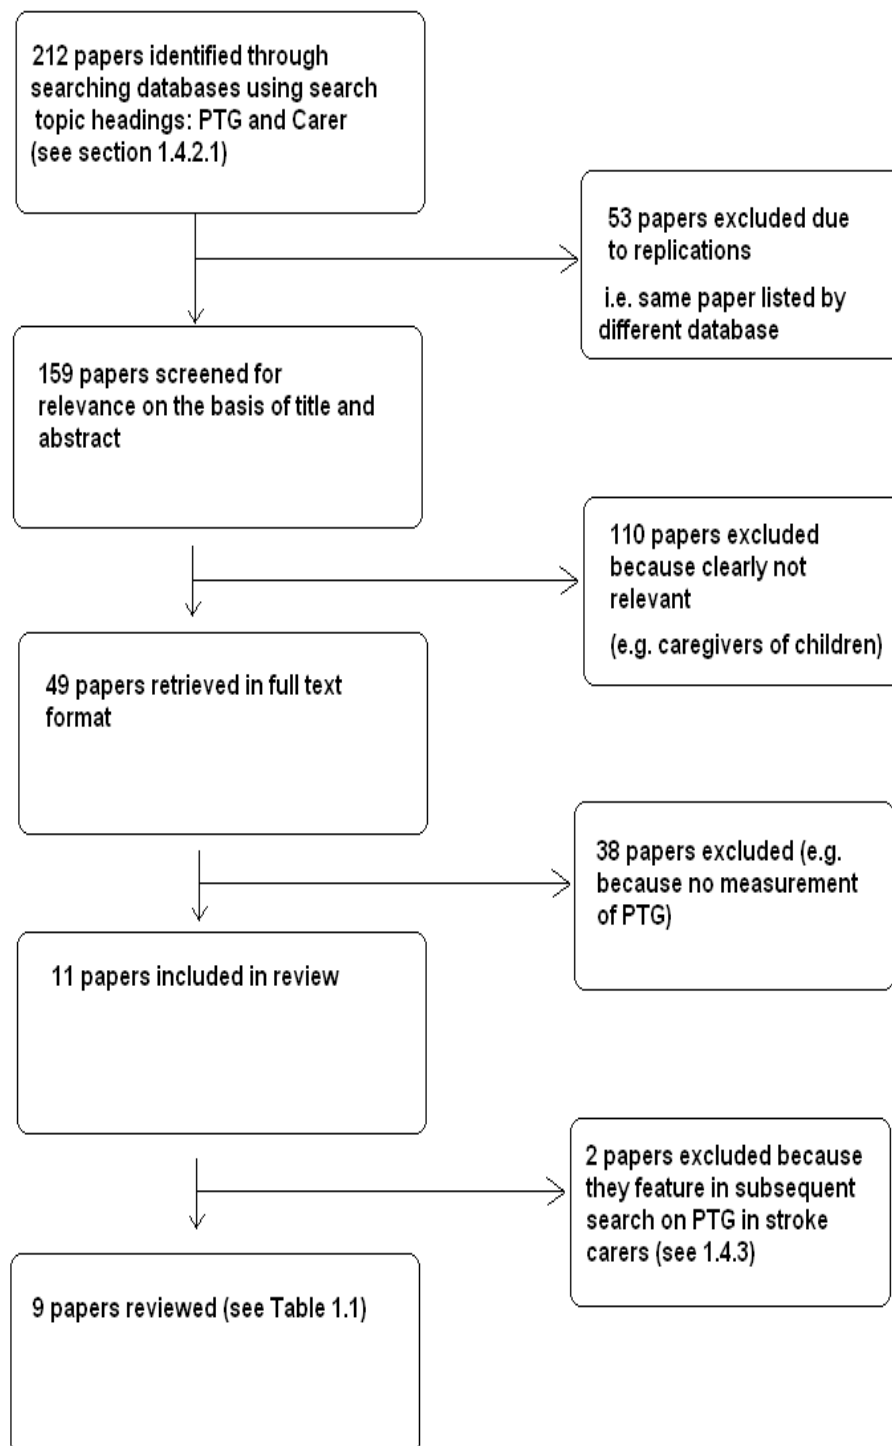 212 papers identified through
searching databases using search
topic headings: PTG and Carer
(see section 1.4.2.1)
53 papers excluded due
to replications
i.e. same paper listed by
different database
159 papers screened for
relevance on the basis of title and
abstract
110 papers excluded
because clearly not
relevant
(e.g. caregivers of children)
49 papers retrieved in full text
format
38 papers excluded (e.g.
because no measurement
of PTG)
11 papers included in review
2 papers excluded because
they feature in subsequent
search on PTG in stroke
carers (see 1.4.3)
9 papers reviewed (see Table 1.1)